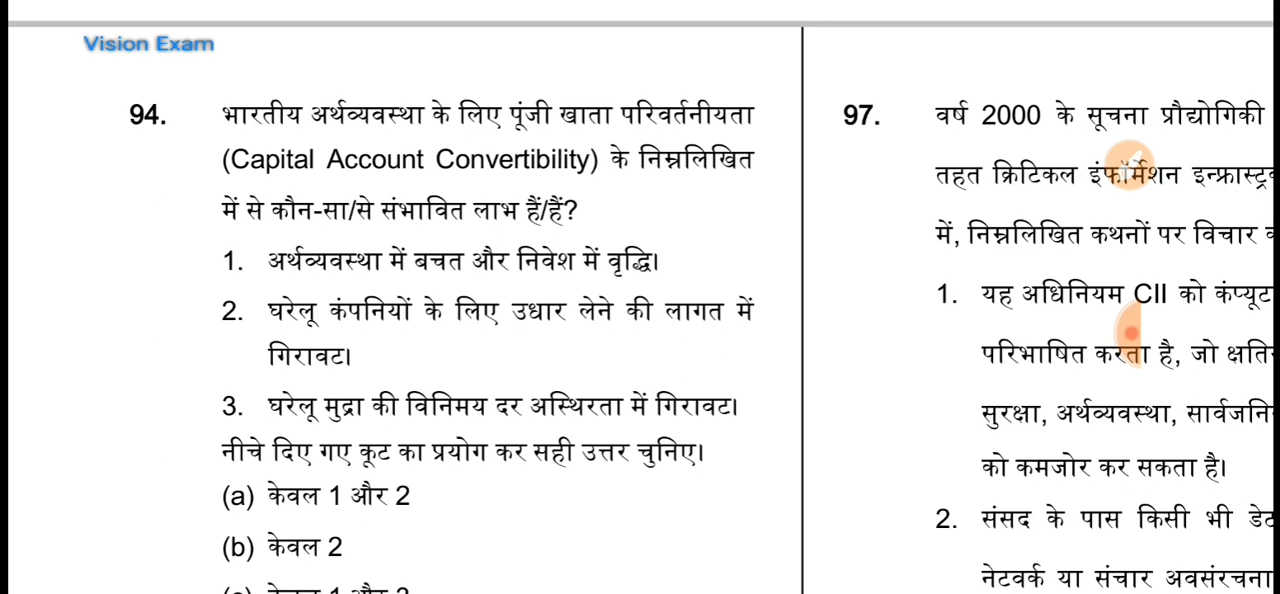 Vision Exam
94. भारतीय अर्थव्यवस्था के लिए पूंजी खाता परिवर्तनीयता
(Capital Account Convertibility) के निम्नलिखित
में से कौन-सा/से संभावित लाभ हैं/हैं?
1. अर्थव्यवस्था में बचत और निवेश में वृद्धि।
2. घरेलू कंपनियों के लिए उधार लेने की लागत में
गिरावट।
3. घरेलू मुद्रा की विनिमय दर अस्थिरता में गिरावट।
नीचे दिए गए कूट का प्रयोग कर सही उत्तर चुनिए।
(a) केवल 1 और 2
(b) केवल 2
97. वर्ष 2000 के सूचना प्रौद्योगिकी
तहत क्रिटिकल इंफॉर्मेशन
में, निम्नलिखित कथनों पर विचार
1. यह अधिनियम CII को
परिभाषित करता है, जो
सुरक्षा, अर्थव्यवस्था,
को कमजोर कर सकता है।
2. संसद के पास किसी भी
नेटवर्क या संचार अवसंरचना